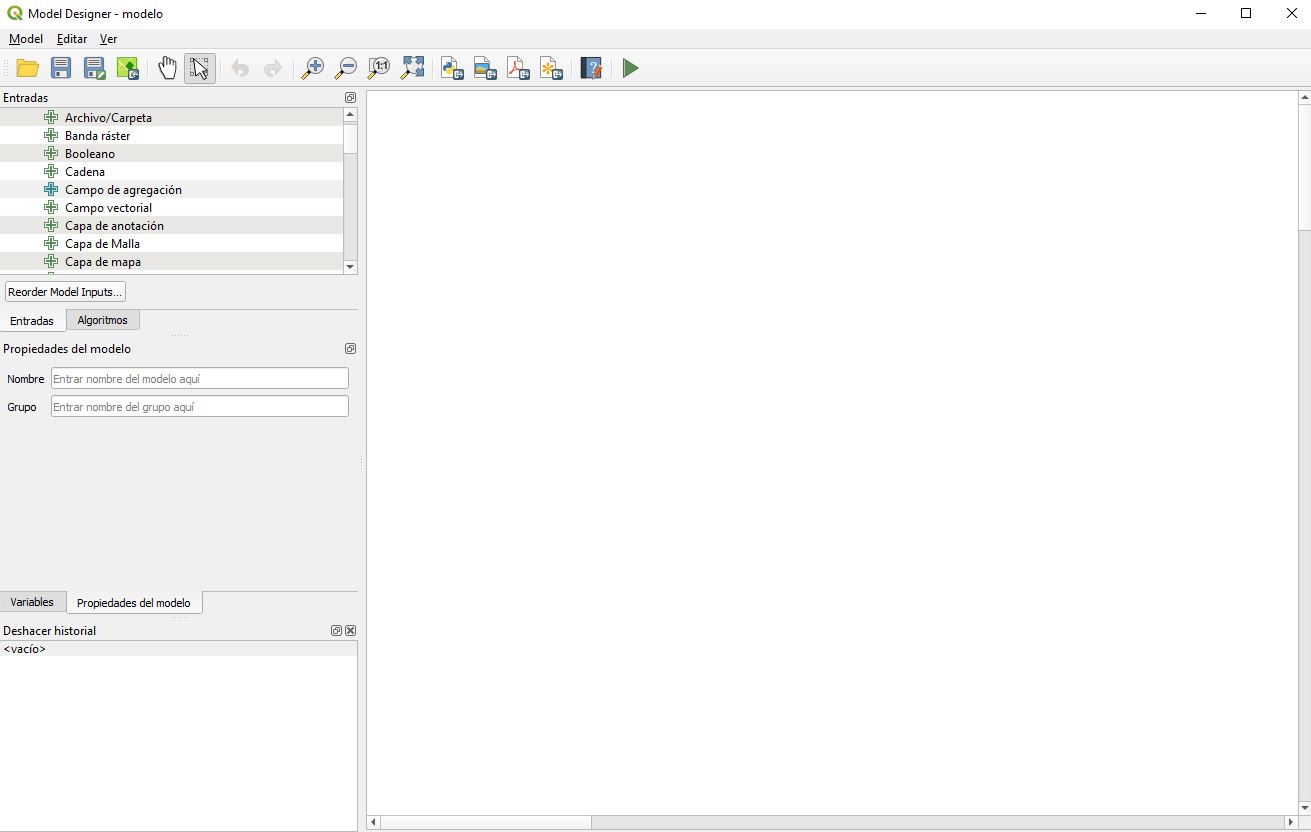 Model Designer - modelo
Model Editar Ver
1:1
Entradas
Archivo/Carpeta
Banda ráster
Booleano
Cadena
Campo de agregación
Campo vectorial
Capa de anotación
Capa de Malla
Capa de mapa
Reorder Model Inputs...
Entradas Algoritmos
Propiedades del modelo
Nombre Entrar nombre del modelo aquí
Grupo Entrar nombre del grupo aquí
Variables Propiedades del modelo
Deshacer historial
<vacío>